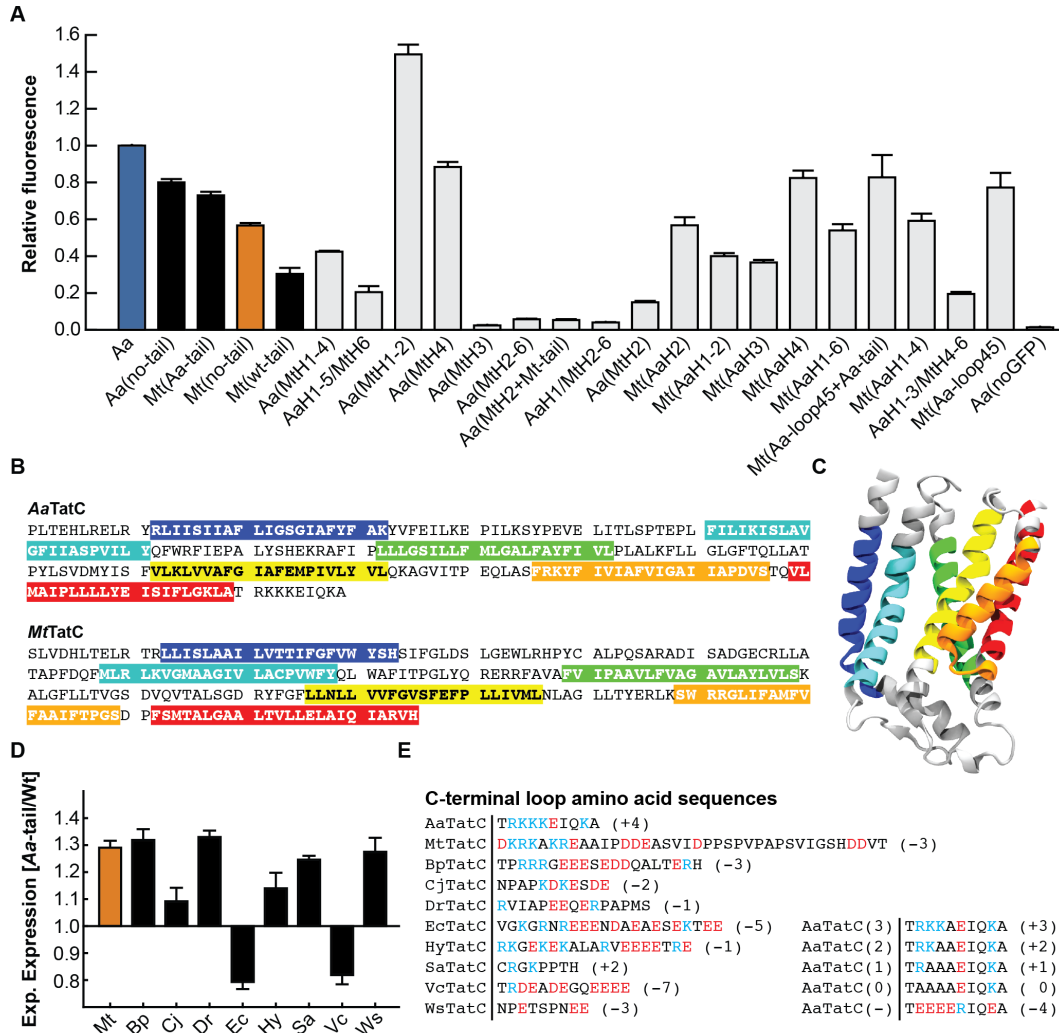 A
Relative fluorescence
1.6
1.4
1.2
1.0
0.8
0.6
0.4
0.2
0.0
Aa
Aa(no-tail)
Mt(Aa-tail)
Mt(no-tail)
Mt(wt-tail)
Aa(MtH1-4)
AaH1-5/MtH6
Aa(MtH1-2)
Aa(MtH4)
Aa(MtH3)
Aa(MtH2-6)
Aa(MtH2+Mt-tail)
AaH1/MtH2-6
Aa(MtH2)
Mt(AaH2)
Mt(AaH1-2)
Mt(AaH3)
Mt(AaH4)
Mt(AaH1-6)
Mt(Aa-loop45+Aa-tail)
Mt(AaH1-4)
AaH1-3/MtH4-6
Mt(Aa-loop45)
Aa(noGFP)
B
AaTatC
PLTEHLRELR YRLIISIIAF LIGSGIAFYF AKYVFEILKE PILKSYPEVE LITLSPTEPL FILIKISLAV
GFIIASPVIL YQFWRFIEPA LYSHEKRAFI PLLLGSILLF MLGALFAYFI VLPLALKFLL GLGFTQLLAT
PYLSVDMYIS FVLKLVVAFG IAFEMPIVLY VLQKAGVITP EQLASFRKYF IVIAFVIGAI IAPDVSTQVL
MAIPLLLLYE ISIFLGKLAT RKKKEIQKA
MtTatC
SLVDHLTELR TRLLISLAAI LVTTIFGFVW YSHSIFGLDS LGEWLRHPYC ALPQSARADI SADGECRLLA
TAPFDQFMLR LKVGMAAGIV LACPVWFYQL WAFITPGLYQ RERRFAVAFV IPAAVLFVAG AVLAYLVLSK
ALGFLLTVGS DVQVTALSGD RYFGFLLNLL VVFGVSFEFP LLIVMLNLAG LLTYERLKSW RRGLIFAMFV
FAAIFTPGSD PFSMTALGAA LTVLLELAIQ IARVH
C
D
Exp. Expression [Aa-tail/Wt]
1.4
1.3
1.2
1.1
1.0
0.9
0.8
Mt
Bp
Cj
Dr
Ec
Hy
Sa
Vc
Ws
E
C-terminal loop amino acid sequences
AaTatC TRKKKEIQKA (+4)
MtTatC DKRKAKREAAIPDDEASVIDPPSPVPAPSVIGSHDDVT (-3)
BpTatC TPRRRGEEESEDDQALTERH (-3)
CjTatC NPAPKDKESDE (-2)
DrTatC RVIAPEEQERPAPMS (-1)
EcTatC VGKGRNREEENDAEAESEKTEE (-5)
HyTatC RKGEKEKALARVEEEETRE (-1)
SaTatC CRGKPPTH (+2)
VcTatC TRDEADEGQEEEE (-7)
WsTatC NPETSPNEE (-3)
AaTatC(3) TRKKAEIQKA (+3)
AaTatC(2) TRKAAEIQKA (+2)
AaTatC(1) TRAAAEIQKA (+1)
AaTatC(0) TAAAAEIQKA ( 0)
AaTatC(-) TEEEERIQEA (-4)